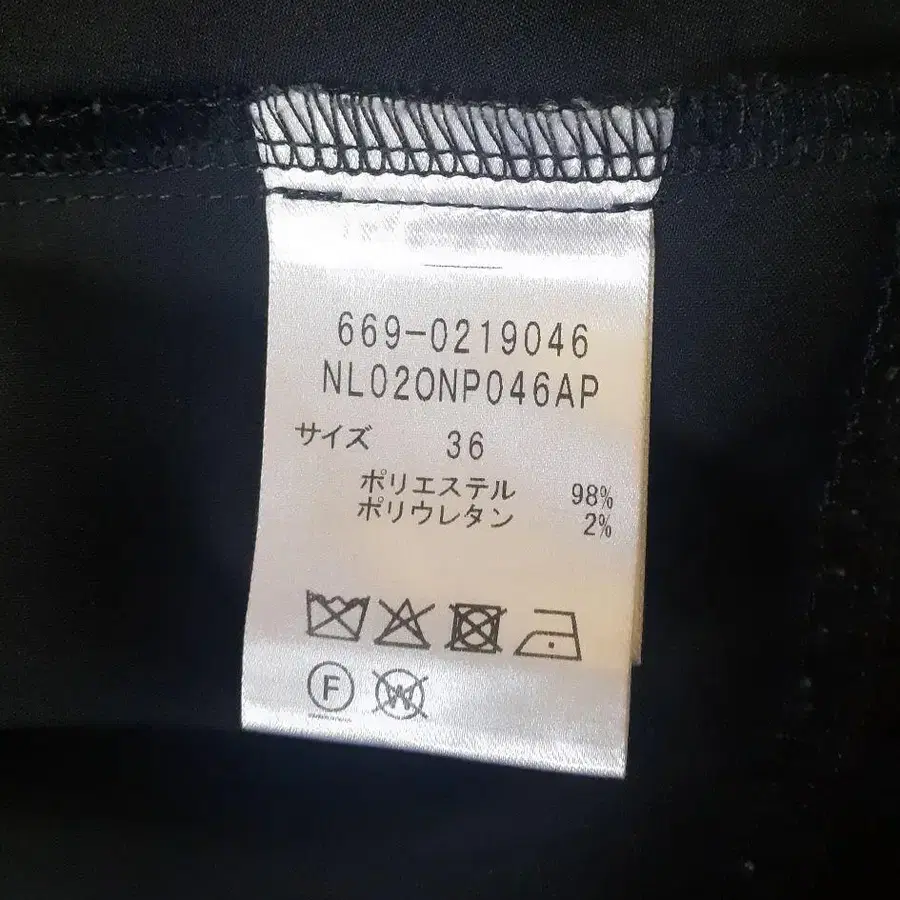 669-0219046
NL020NP046AP
サイズ 36
ポリエステル 98%
ポリウレタン 2%
F
W